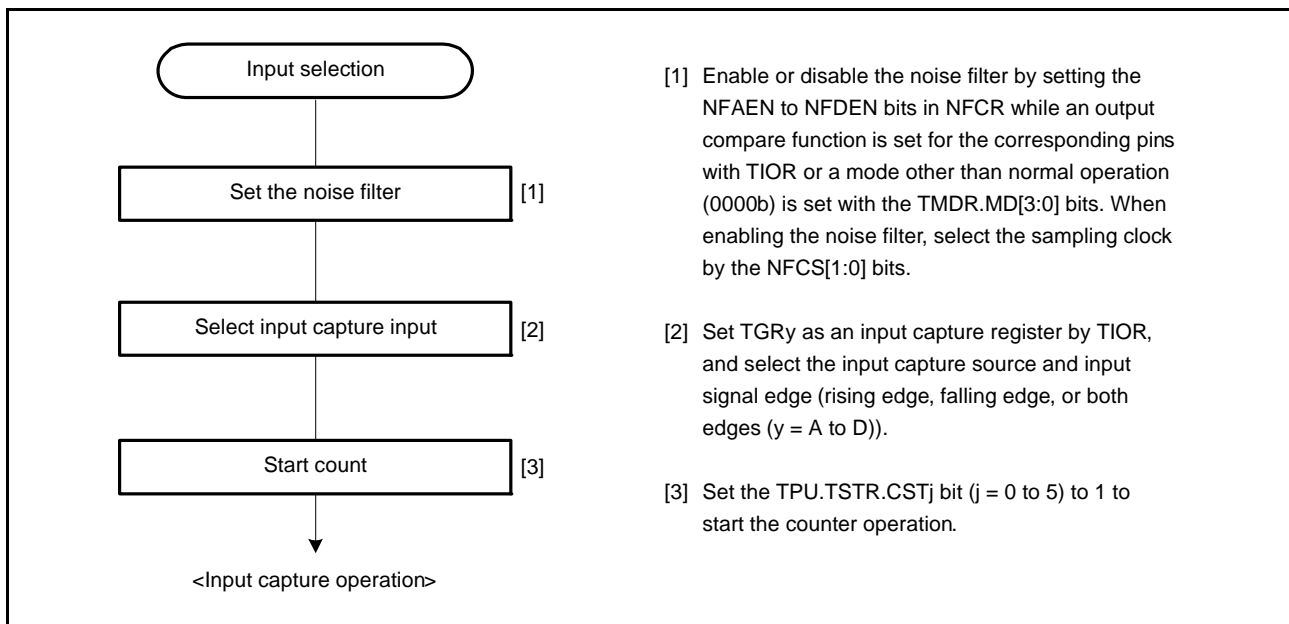 Input selection
Set the noise filter
[1]
Select input capture input
[2]
Start count
[3]
<Input capture operation>
[1] Enable or disable the noise filter by setting the
NFAEN to NFDEN bits in NFCR while an output
compare function is set for the corresponding pins
with TIOR or a mode other than normal operation
(0000b) is set with the TMDR.MD[3:0] bits. When
enabling the noise filter, select the sampling clock
by the NFCS[1:0] bits.
[2] Set TGRy as an input capture register by TIOR,
and select the input capture source and input
signal edge (rising edge, falling edge, or both
edges (y = A to D)).
[3] Set the TPU.TSTR.CSTj bit (j = 0 to 5) to 1 to
start the counter operation.